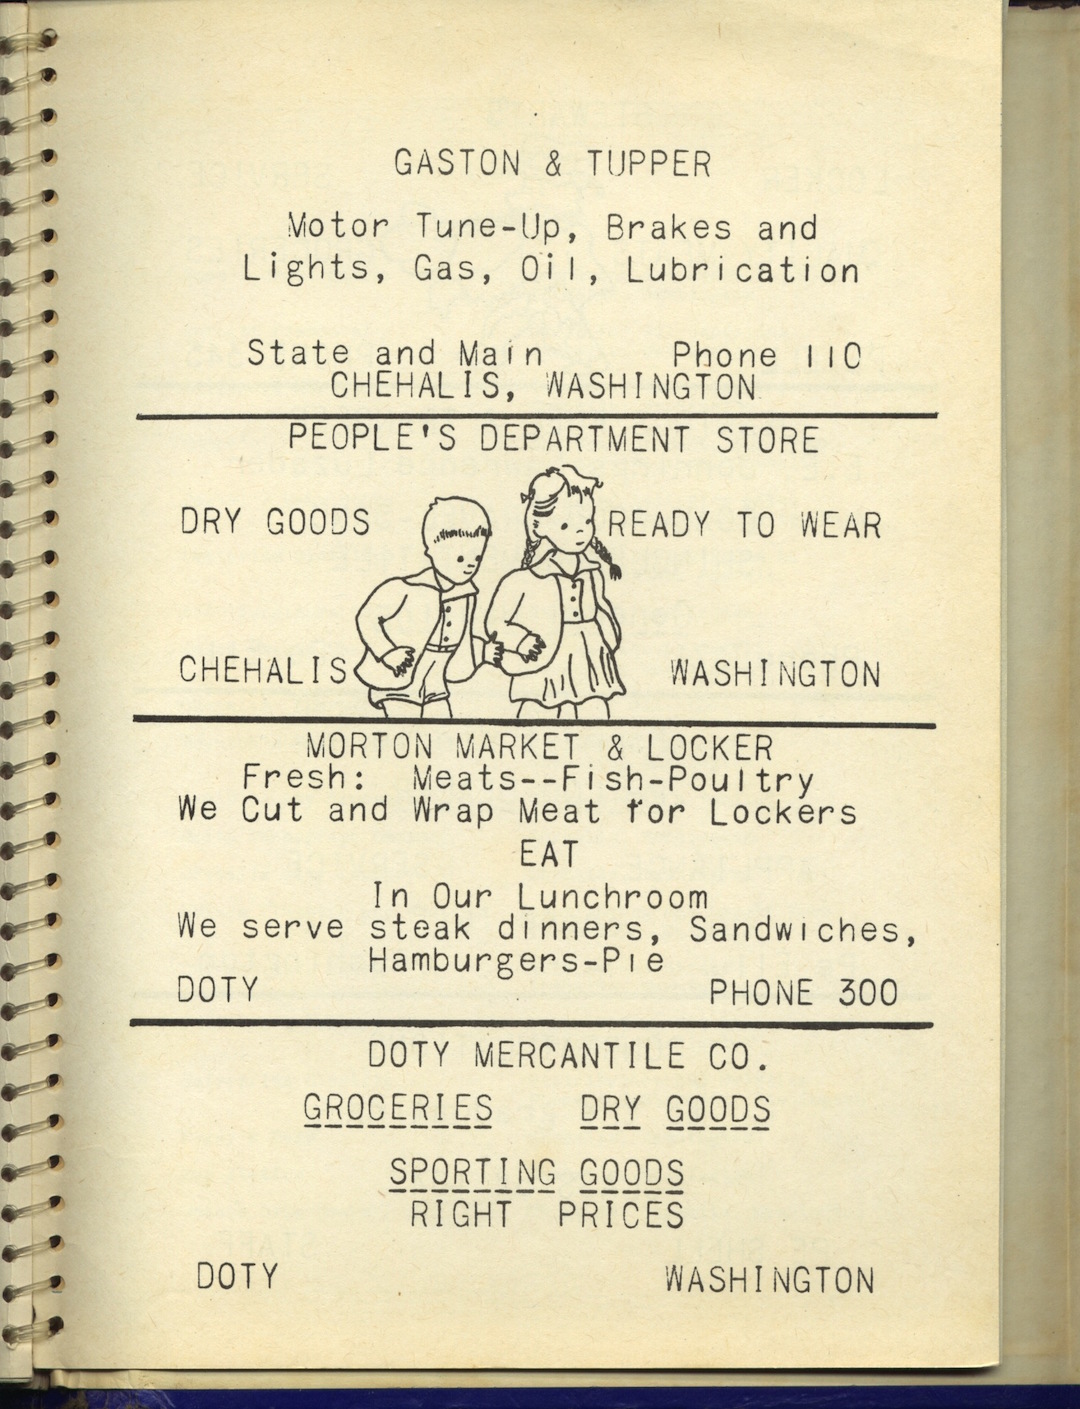 GASTON & TUPPER
Motor Tune-Up, Brakes and
Lights, Gas, Oil, Lubrication
State and Main Phone 110
CHEHALIS, WASHINGTON
PEOPLE'S DEPARTMENT STORE
DRY GOODS READY TO WEAR
CHEHALIS WASHINGTON
MORTON MARKET & LOCKER
Fresh: Meats--Fish-Poultry
We Cut and Wrap Meat for Lockers
EAT
In Our Lunchroom
We serve steak dinners, Sandwiches,
Hamburgers-Pie
DOTY PHONE 300
DOTY MERCANTILE CO.
GROCERIES DRY GOODS
SPORTING GOODS
RIGHT PRICES
DOTY WASHINGTON